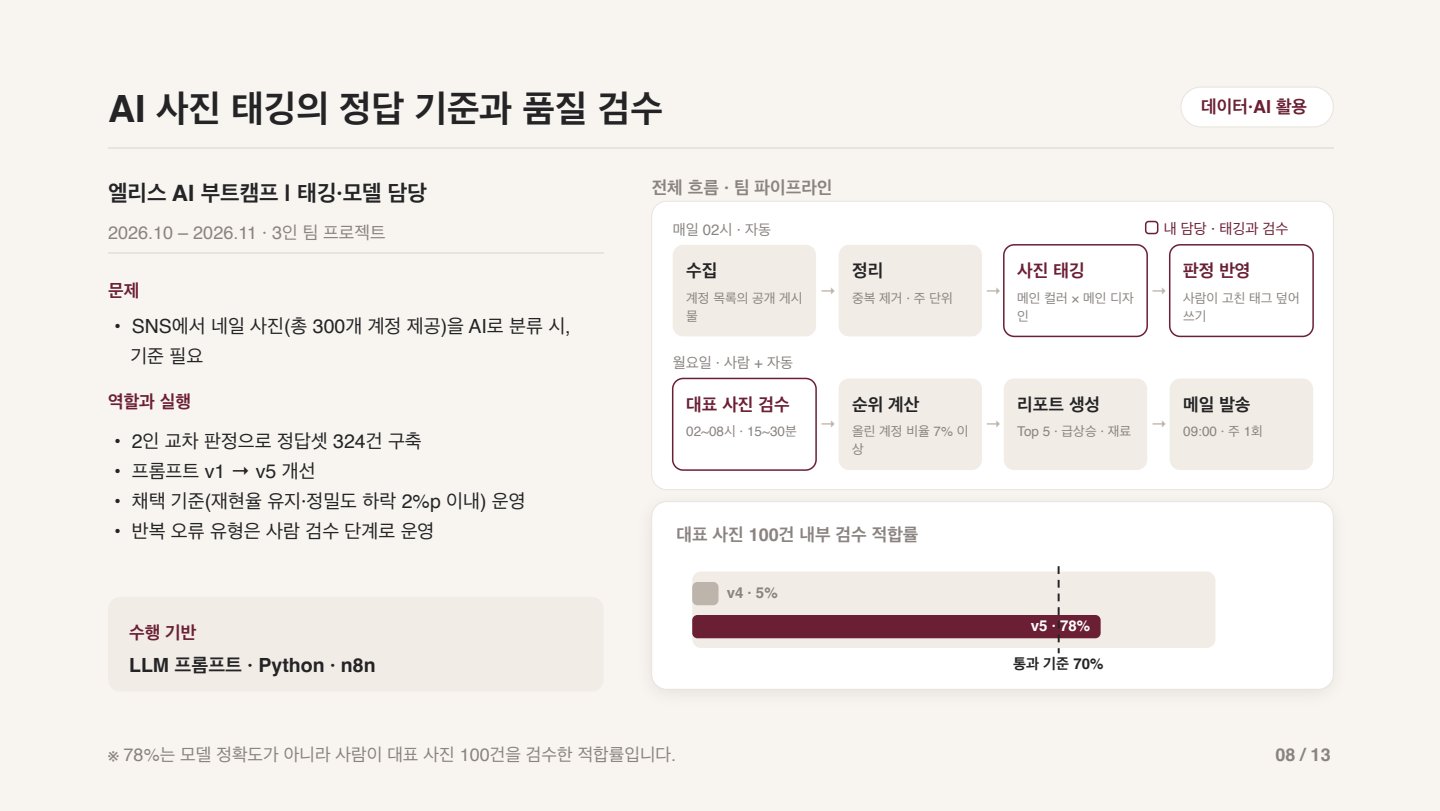 AI 사진 태깅의 정답 기준과 품질 검수
데이터·AI 활용
엘리스 AI 부트캠프 l 태깅·모델 담당
2026.10 – 2026.11 · 3인 팀 프로젝트
문제
• SNS에서 네일 사진(총 300개 계정 제공)을 AI로 분류 시,
기준 필요
역할과 실행
• 2인 교차 판정으로 정답셋 324건 구축
• 프롬프트 v1 → v5 개선
• 채택 기준(재현율 유지·정밀도 하락 2%p 이내) 운영
• 반복 오류 유형은 사람 검수 단계로 운영
수행 기반
LLM 프롬프트 · Python · n8n
전체 흐름 · 팀 파이프라인
매일 02시 · 자동
내 담당 · 태깅과 검수
수집
계정 목록의 공개 게시
물
→
정리
중복 제거 · 주 단위
→
사진 태깅
메인 컬러 × 메인 디자
인
→
판정 반영
사람이 고친 태그 덮어
쓰기
월요일 · 사람 + 자동
대표 사진 검수
02~08시 · 15~30분
→
순위 계산
올린 계정 비율 7% 이
상
→
리포트 생성
Top 5 · 급상승 · 재료
→
메일 발송
09:00 · 주 1회
대표 사진 100건 내부 검수 적합률
v4 · 5%
v5 · 78%
통과 기준 70%
※ 78%는 모델 정확도가 아니라 사람이 대표 사진 100건을 검수한 적합률입니다.
08 / 13